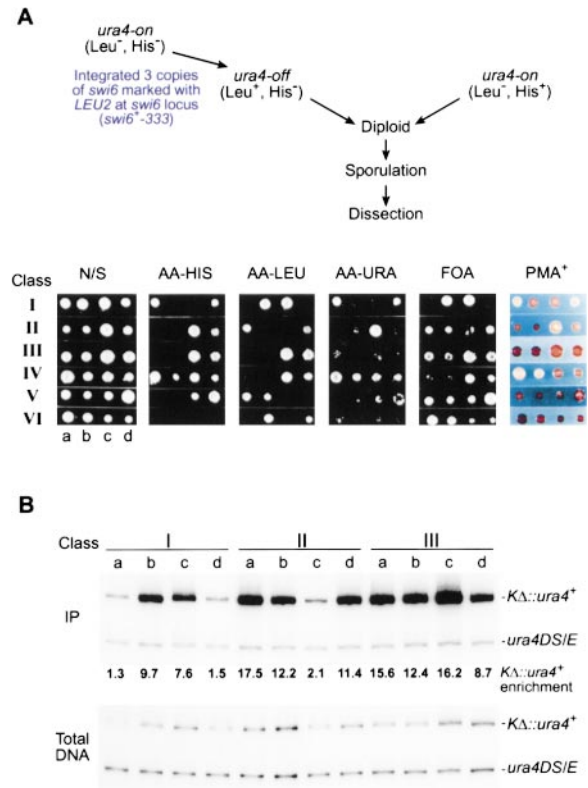 A
ura4-on
(Leu⁻, His⁻)
Integrated 3 copies
of swi6 marked with
LEU2 at swi6 locus
(swi6⁺-333)
ura4-off
(Leu⁺, His⁻)
ura4-on
(Leu⁻, His⁺)
Diploid
Sporulation
Dissection
Class N/S AA-HIS AA-LEU AA-URA FOA PMA⁺
I
II
III
IV
V
VI
a b c d
B
Class I II III
a b c d a b c d a b c d
IP
-KΔ::ura4⁺
-ura4DS/E
1.3 9.7 7.6 1.5 17.5 12.2 2.1 11.4 15.6 12.4 16.2 8.7 KΔ::ura4⁺
enrichment
Total
DNA
-KΔ::ura4⁺
-ura4DS/E